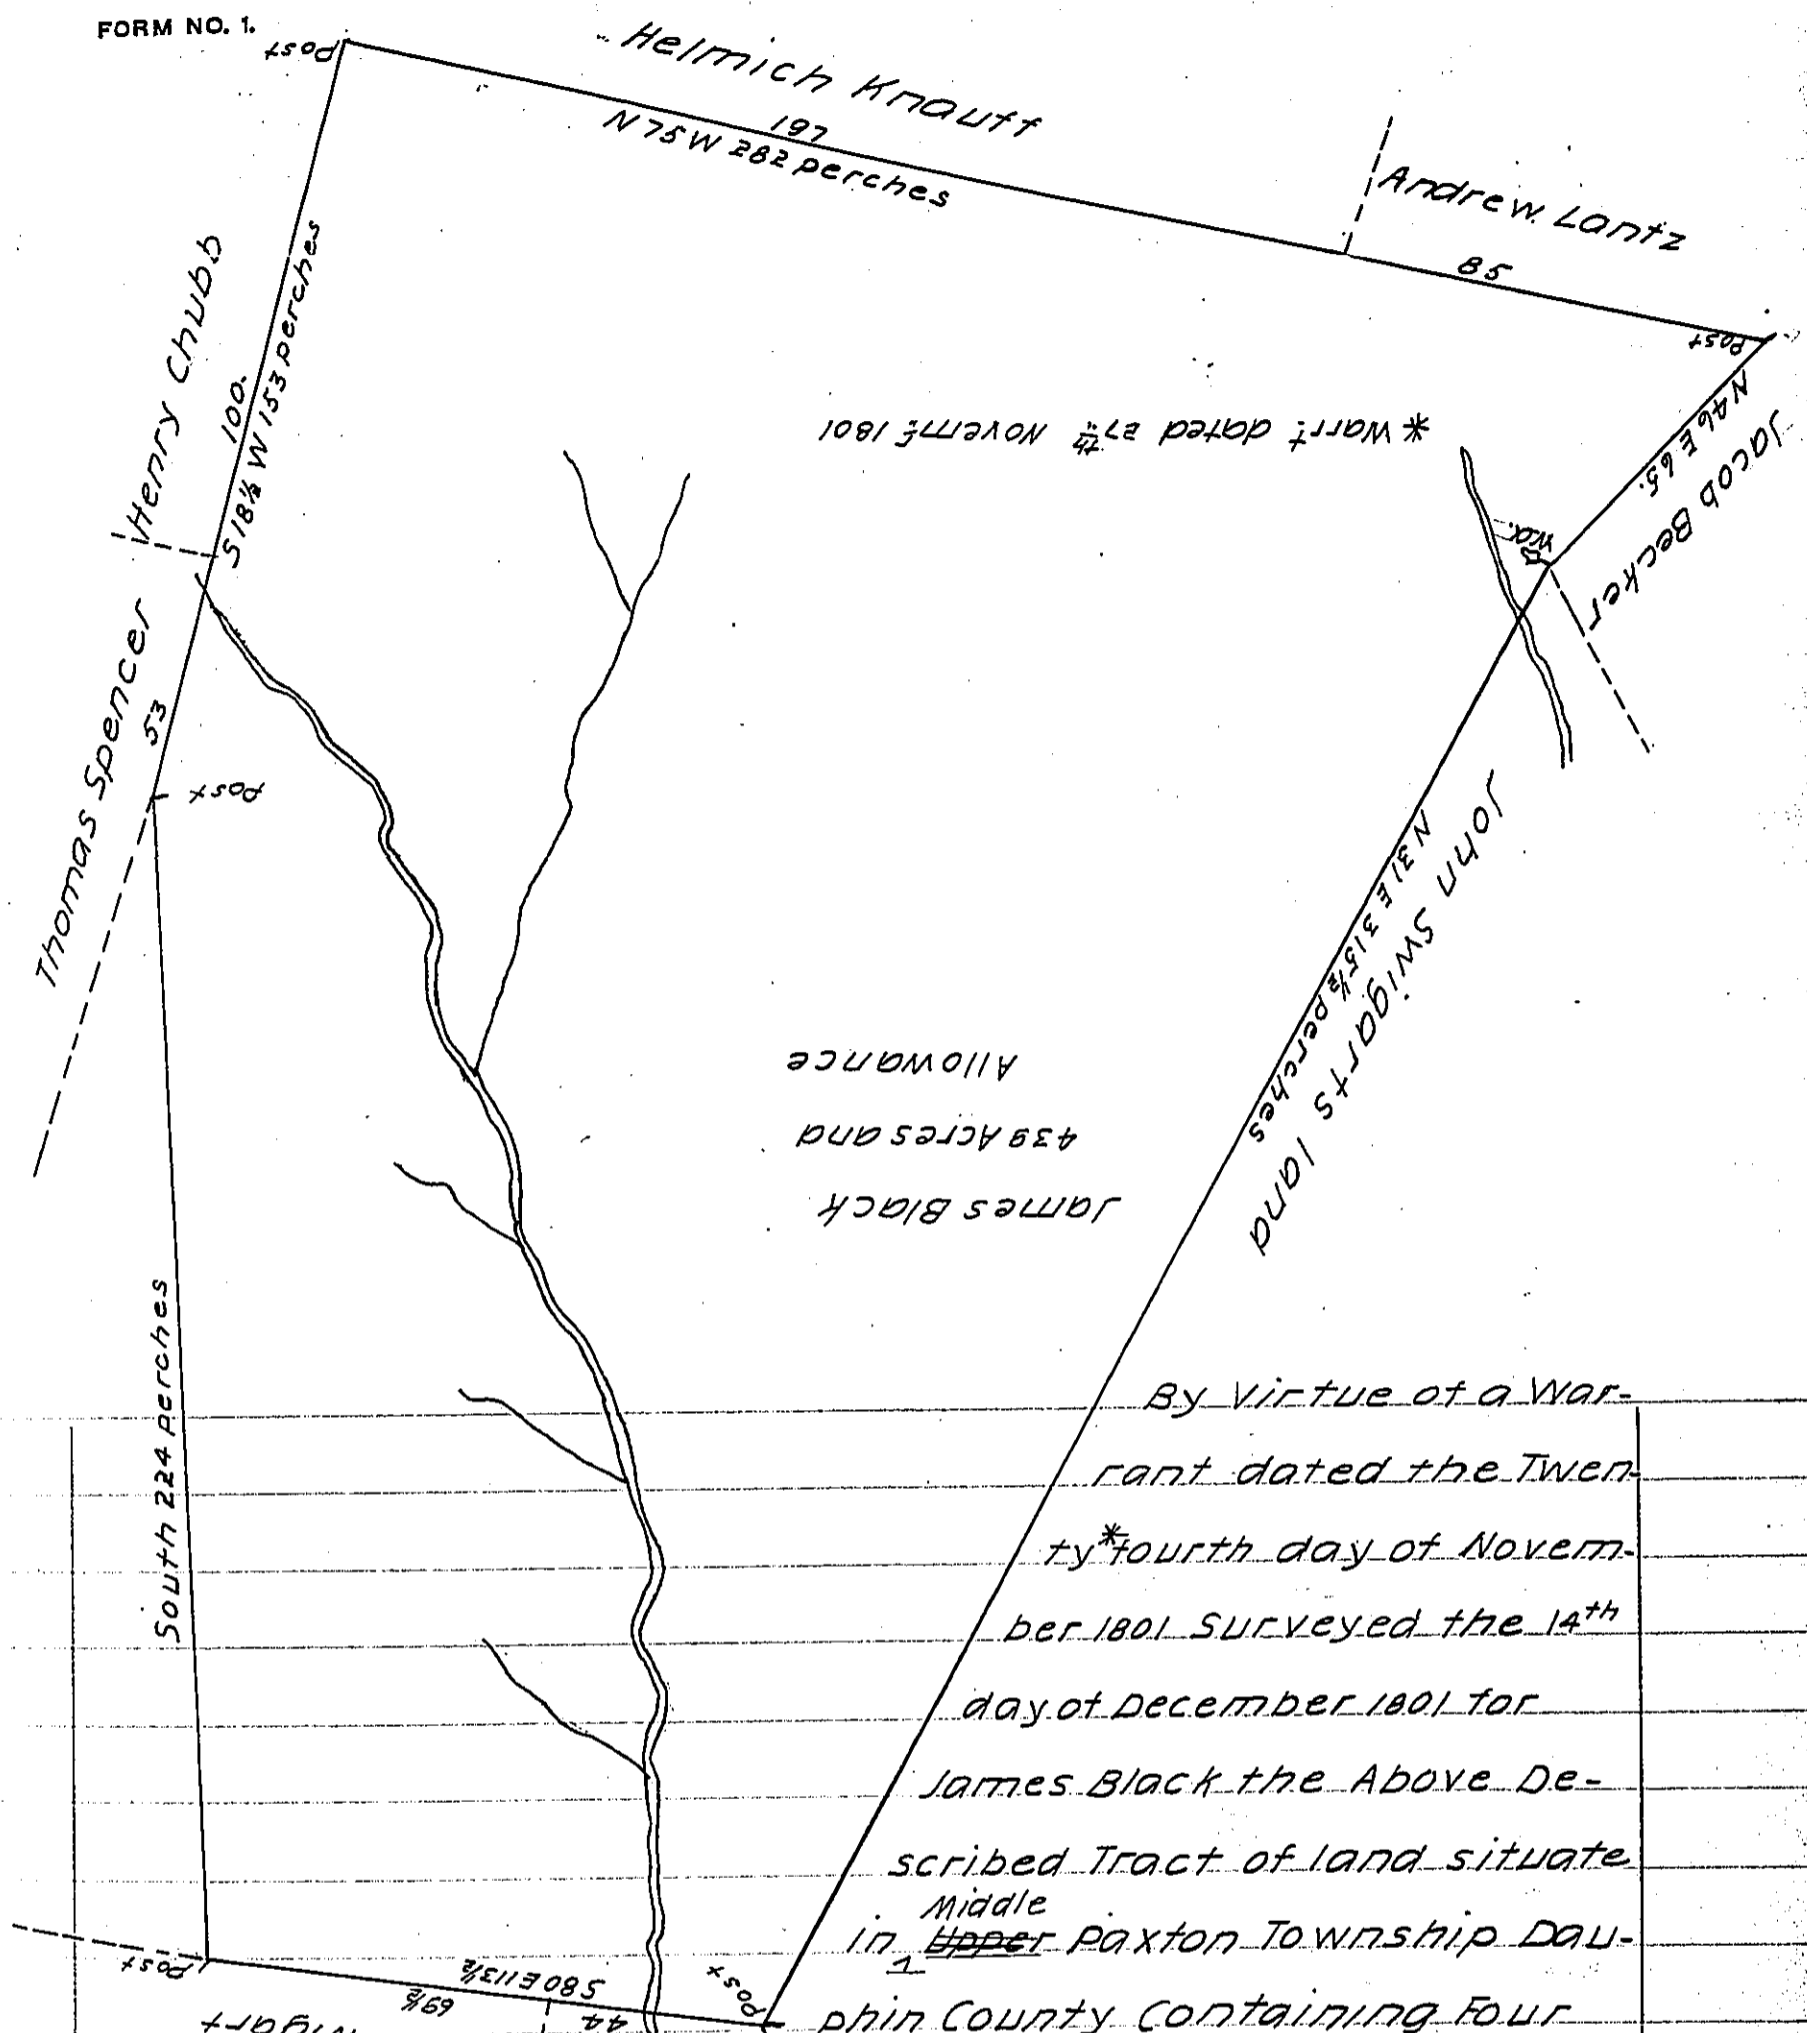 FORM NO. 1.
Post
Helmich Knauff
197
N 75 W 282 perches
Andrew Lantz
85
Post
N 46 E 65.
Jacob Becker
W.O.
Henry Chubb
100.
S 18½ W 153 perches
* Warrt dated 27th Novemr 1801
Thomas Spencer
53
Post
John Swigarts land
N 31 E 315½ perches
James Black
439 Acres and
Allowance
South 224 perches
By Virtue of a War-
rant dated the Twen-
ty*fourth day of Novem-
ber 1801 Surveyed the 14th
day of December 1801 for
James Black the Above De-
scribed Tract of land situate
Middle
in Upper Paxton Township Dau-
phin County Containing Four
Post
S 80 E 113½
69½
44
Post